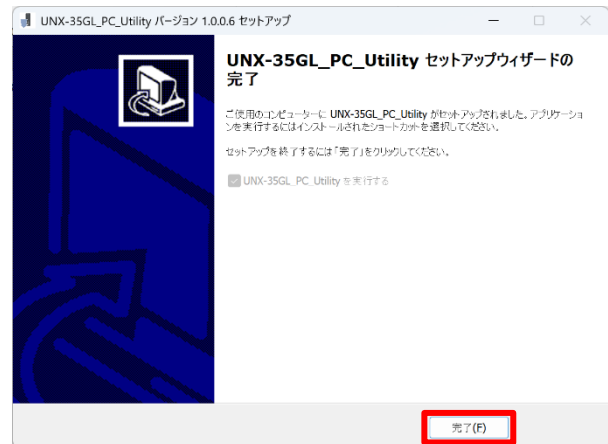 UNX-35GL_PC_Utility バージョン 1.0.0.6 セットアップ
UNX-35GL_PC_Utility セットアップウィザードの
完了
ご使用のコンピューターに UNX-35GL_PC_Utility がセットアップされました。アプリケーショ
ンを実行するにはインストールされたショートカットを選択してください。
セットアップを終了するには「完了」をクリックしてください。
UNX-35GL_PC_Utility を実行する
完了(F)